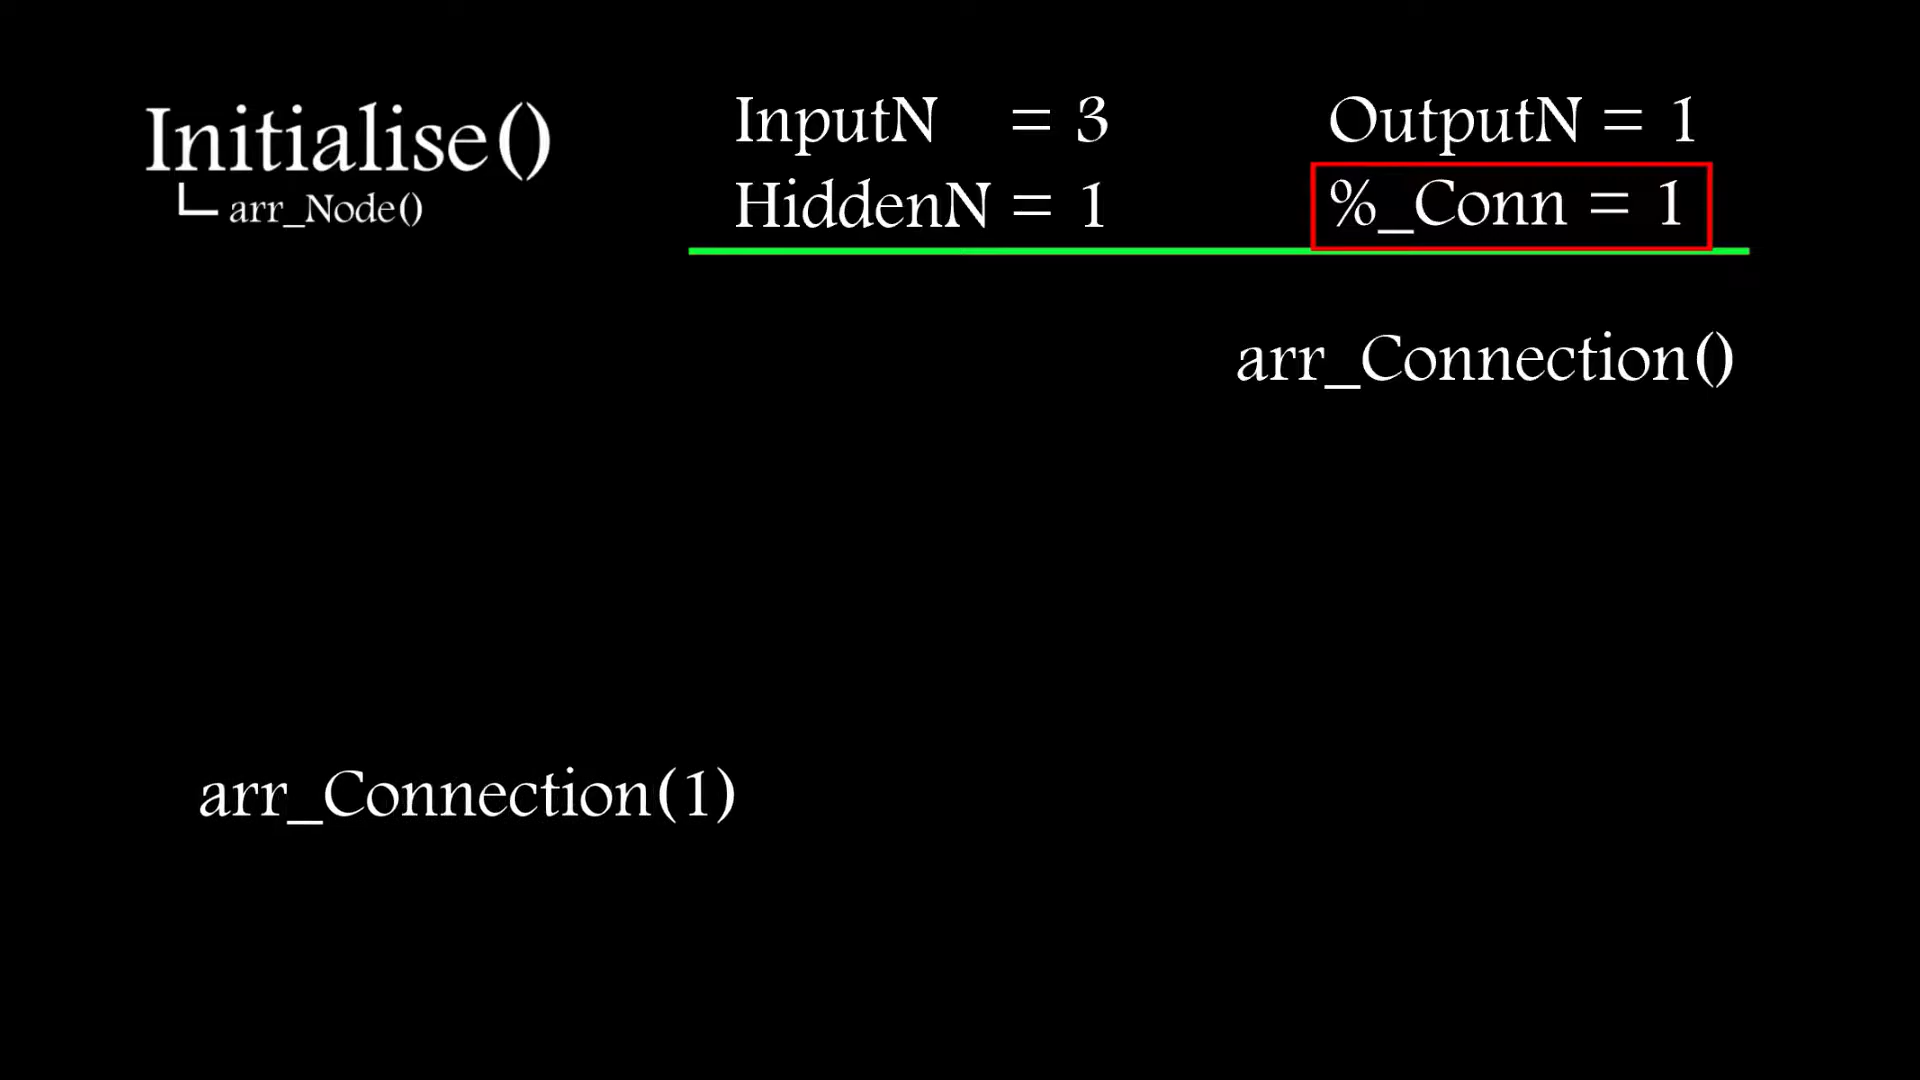 Initialise()
arr_Node()
InputN = 3
HiddenN = 1
OutputN = 1
%_Conn = 1
arr_Connection()
arr_Connection(1)